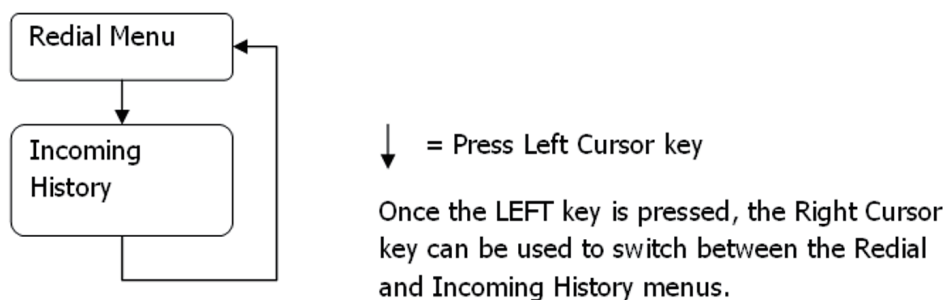 Redial Menu
Incoming
History
= Press Left Cursor key
Once the LEFT key is pressed, the Right Cursor
key can be used to switch between the Redial
and Incoming History menus.